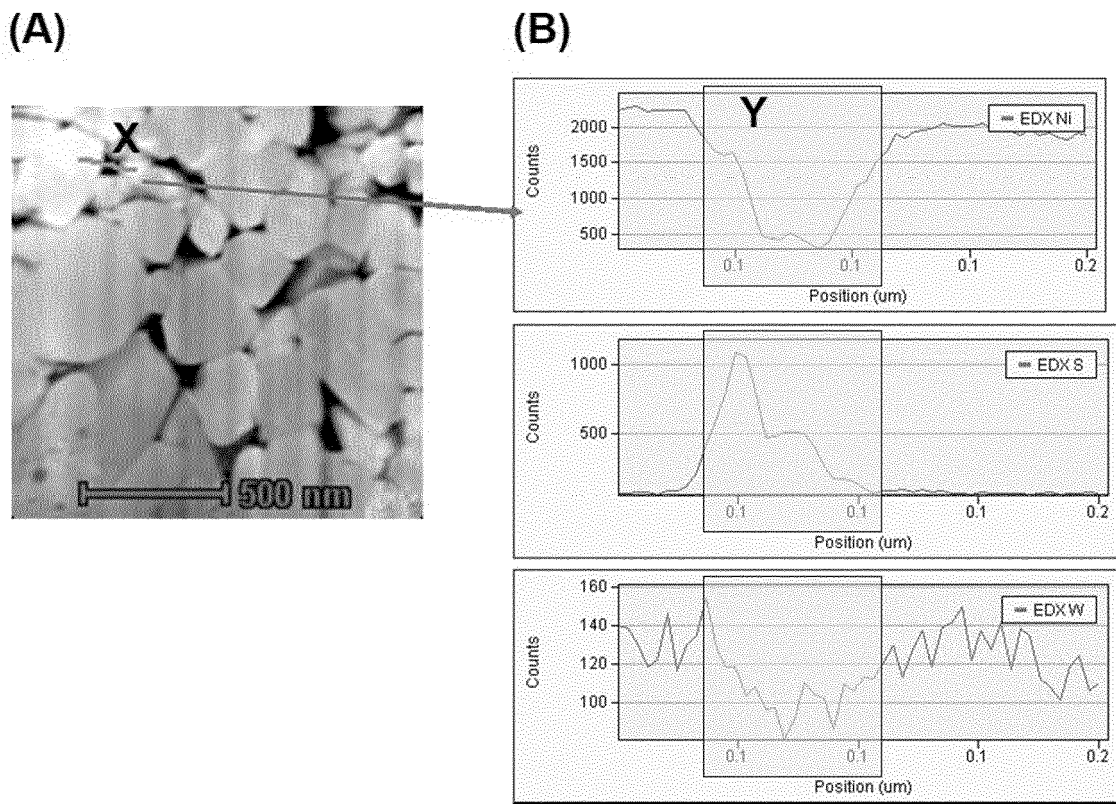 (A)
X
500 nm
(B)
Y
EDX Ni
Counts
2000
1500
1000
500
0.1
0.1
0.1
0.2
Position (um)
EDX S
Counts
1000
500
0.1
0.1
0.1
0.2
Position (um)
EDX W
Counts
160
140
120
100
0.1
0.1
0.1
0.2
Position (um)